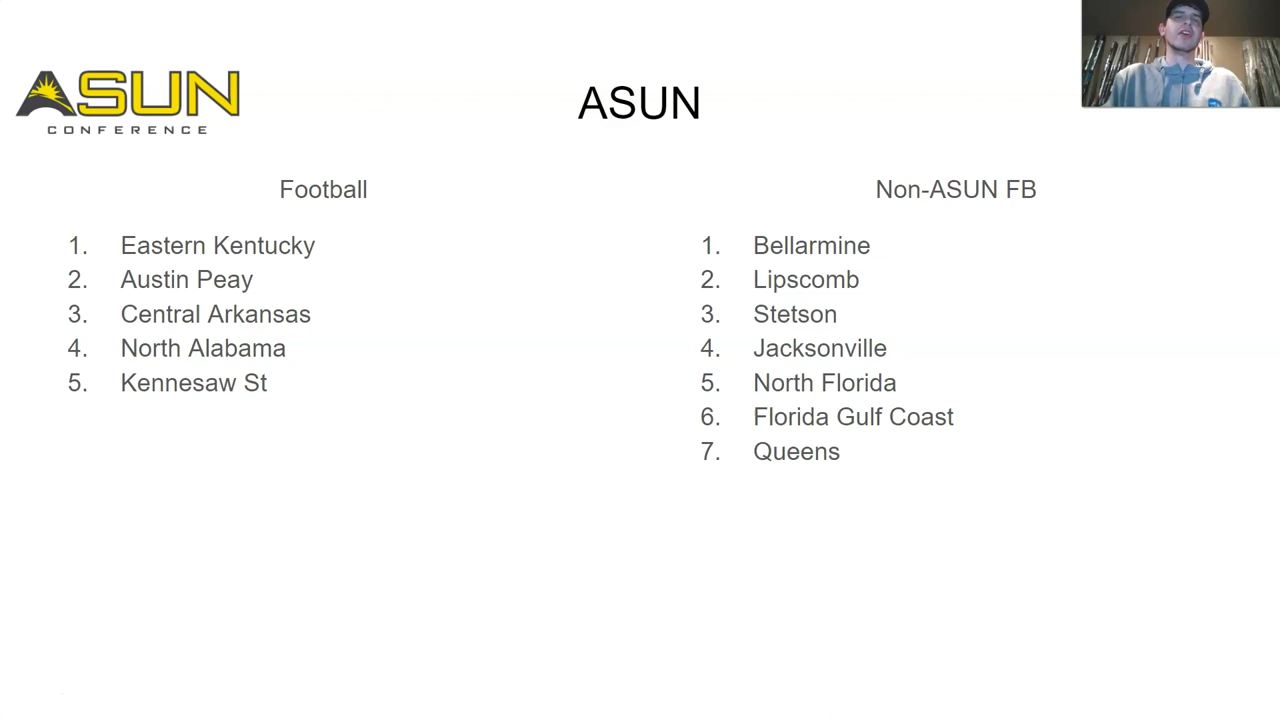 ASUN
CONFERENCE
ASUN
Football
1. Eastern Kentucky
2. Austin Peay
3. Central Arkansas
4. North Alabama
5. Kennesaw St
Non-ASUN FB
1. Bellarmine
2. Lipscomb
3. Stetson
4. Jacksonville
5. North Florida
6. Florida Gulf Coast
7. Queens